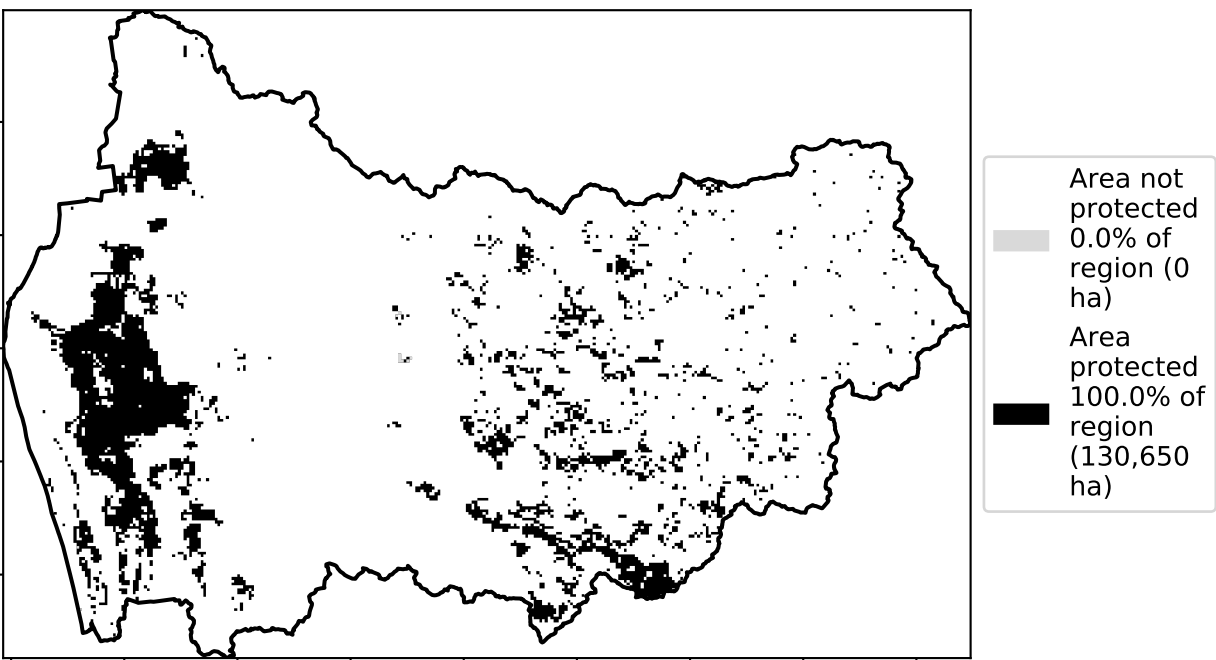 Area not
protected
0.0% of
region (0
ha)
Area
protected
100.0% of
region
(130,650
ha)